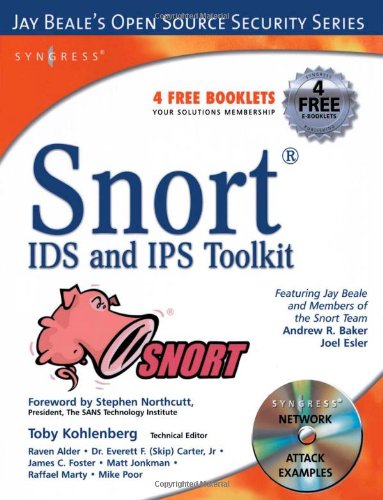 JAY BEALE'S OPEN SOURCE SECURITY SERIES
SYNGRESS®
4 FREE BOOKLETS
YOUR SOLUTIONS MEMBERSHIP
SYNGRESS
4
FREE
E-BOOKLETS
PUBLISHING
Snort®
IDS and IPS Toolkit
Featuring Jay Beale
and Members of
the Snort Team
Andrew R. Baker
Joel Esler
SNORT®
Foreword by Stephen Northcutt,
President, The SANS Technology Institute
Toby Kohlenberg Technical Editor
Raven Alder • Dr. Everett F. (Skip) Carter, Jr
James C. Foster • Matt Jonkman
Raffael Marty • Mike Poor
SYNGRESS®
NETWORK
ATTACK
EXAMPLES